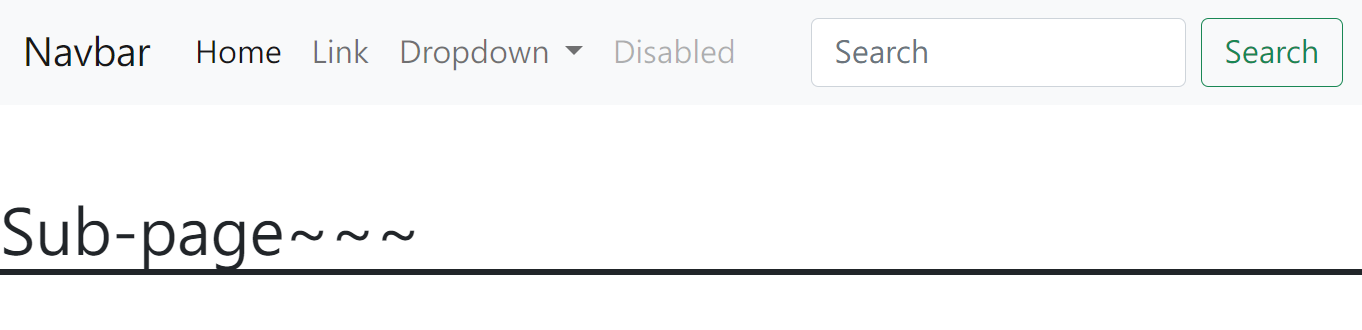 Navbar Home Link Dropdown Disabled Search Search
Sub-page~~~